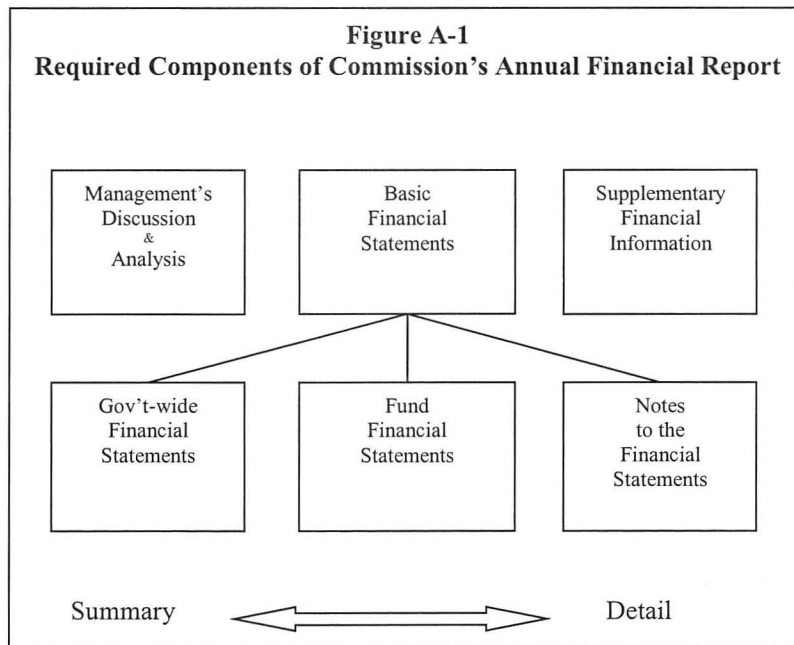 Figure A-1
Required Components of Commission's Annual Financial Report
Management's
Discussion
&
Analysis
Basic
Financial
Statements
Supplementary
Financial
Information
Gov't-wide
Financial
Statements
Fund
Financial
Statements
Notes
to the
Financial
Statements
Summary
Detail